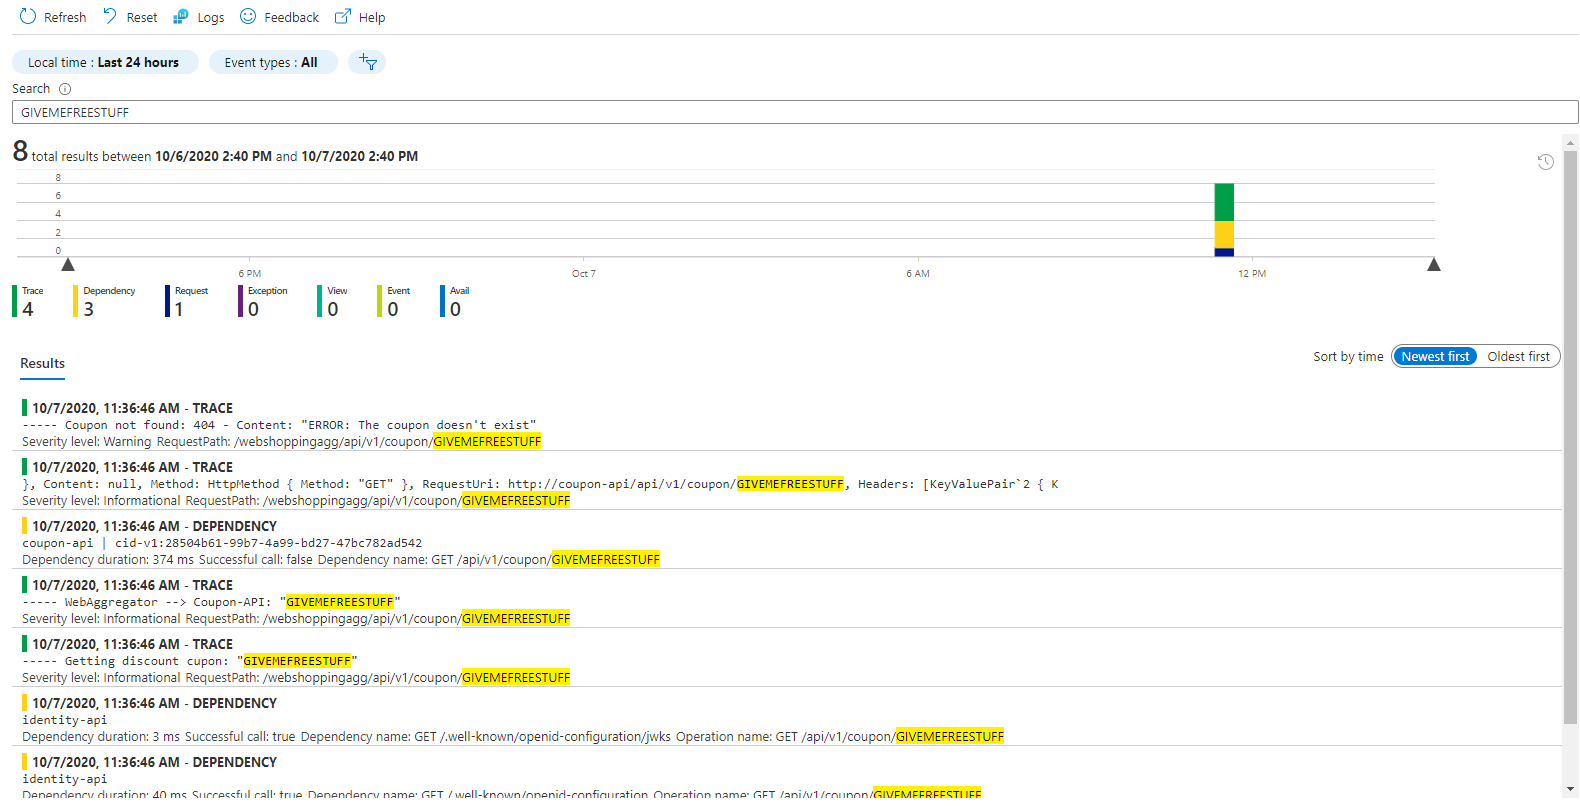 Refresh Reset Logs Feedback Help
Local time : Last 24 hours Event types : All
Search
GIVEMEFREESTUFF
8 total results between 10/6/2020 2:40 PM and 10/7/2020 2:40 PM
8
6
4
2
0
6 PM Oct 7 6 AM 12 PM
Trace Dependency Request Exception View Event Avail
4 3 1 0 0 0 0
Results Sort by time Newest first Oldest first
10/7/2020, 11:36:46 AM - TRACE
----- Coupon not found: 404 - Content: "ERROR: The coupon doesn't exist"
Severity level: Warning RequestPath: /webshoppingagg/api/v1/coupon/GIVEMEFREESTUFF
10/7/2020, 11:36:46 AM - TRACE
}, Content: null, Method: HttpMethod { Method: "GET" }, RequestUri: http://coupon-api/api/v1/coupon/GIVEMEFREESTUFF, Headers: [KeyValuePair`2 { K
Severity level: Informational RequestPath: /webshoppingagg/api/v1/coupon/GIVEMEFREESTUFF
10/7/2020, 11:36:46 AM - DEPENDENCY
coupon-api | cid-v1:28504b61-99b7-4a99-bd27-47bc782ad542
Dependency duration: 374 ms Successful call: false Dependency name: GET /api/v1/coupon/GIVEMEFREESTUFF
10/7/2020, 11:36:46 AM - TRACE
----- WebAggregator --> Coupon-API: "GIVEMEFREESTUFF"
Severity level: Informational RequestPath: /webshoppingagg/api/v1/coupon/GIVEMEFREESTUFF
10/7/2020, 11:36:46 AM - TRACE
----- Getting discount cupon: "GIVEMEFREESTUFF"
Severity level: Informational RequestPath: /webshoppingagg/api/v1/coupon/GIVEMEFREESTUFF
10/7/2020, 11:36:46 AM - DEPENDENCY
identity-api
Dependency duration: 3 ms Successful call: true Dependency name: GET /.well-known/openid-configuration/jwks Operation name: GET /api/v1/coupon/GIVEMEFREESTUFF
10/7/2020, 11:36:46 AM - DEPENDENCY
identity-api
Dependency duration: 40 ms Successful call: true Dependency name: GET /.well-known/openid-configuration Operation name: GET /api/v1/coupon/GIVEMEFREESTUFF